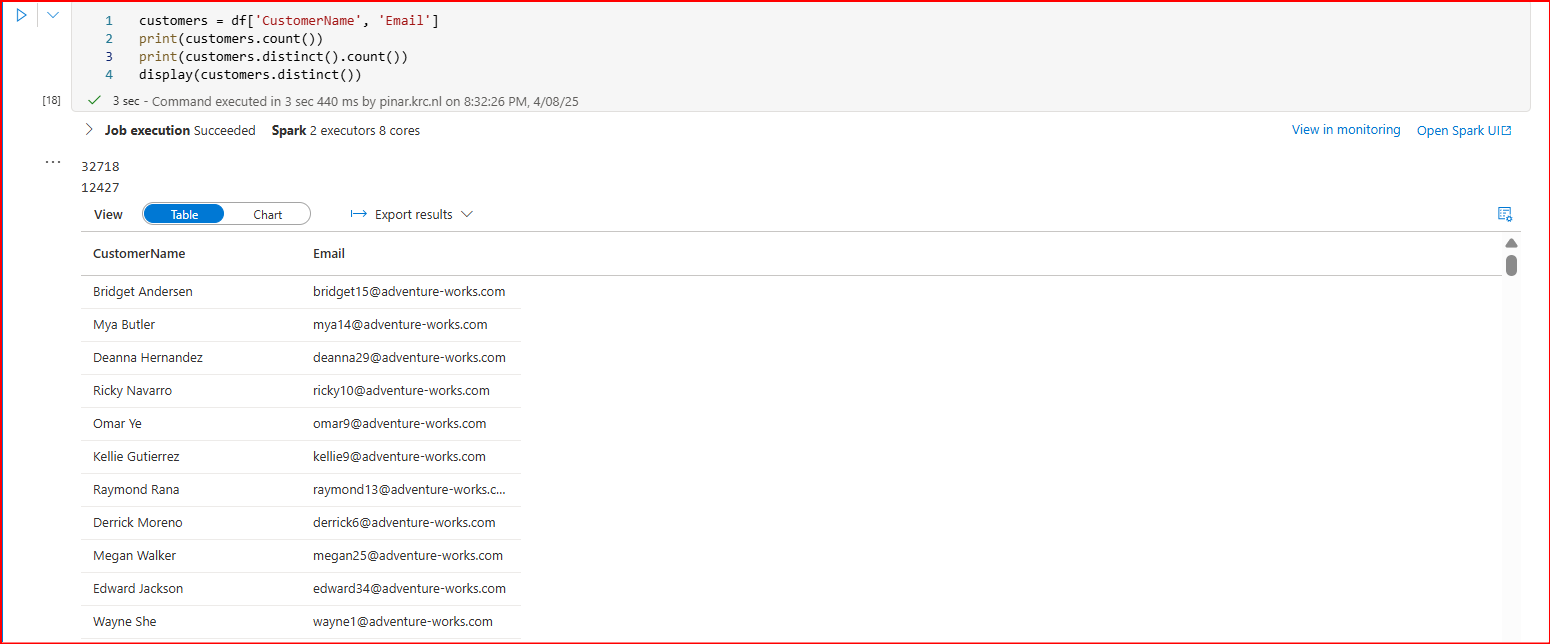 1 customers = df['CustomerName', 'Email']
2 print(customers.count())
3 print(customers.distinct().count())
4 display(customers.distinct())
[18] 3 sec - Command executed in 3 sec 440 ms by pinar.krc.nl on 8:32:26 PM, 4/08/25
Job execution Succeeded Spark 2 executors 8 cores View in monitoring Open Spark UI
32718
12427
View Table Chart Export results
CustomerName Email
Bridget Andersen bridget15@adventure-works.com
Mya Butler mya14@adventure-works.com
Deanna Hernandez deanna29@adventure-works.com
Ricky Navarro ricky10@adventure-works.com
Omar Ye omar9@adventure-works.com
Kellie Gutierrez kellie9@adventure-works.com
Raymond Rana raymond13@adventure-works.c...
Derrick Moreno derrick6@adventure-works.com
Megan Walker megan25@adventure-works.com
Edward Jackson edward34@adventure-works.com
Wayne She wayne1@adventure-works.com